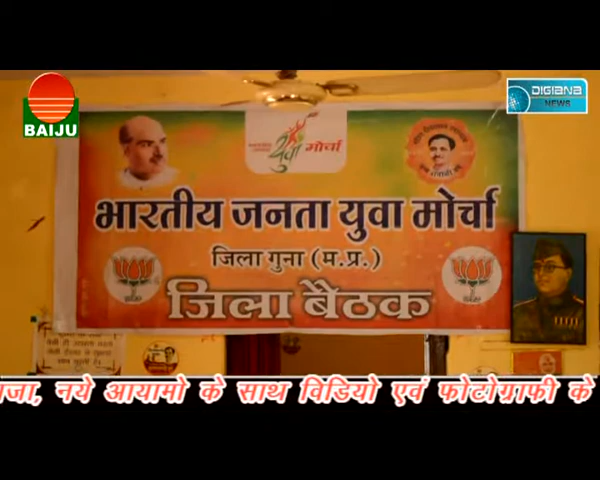 BAIJU
DIGIANA
NEWS
युवा मोर्चा
भारतीय जनता युवा मोर्चा
जिला गुना (म.प्र.)
जिला बैठक
नये आयामो के साथ विडियो एवं फोटोग्राफी के